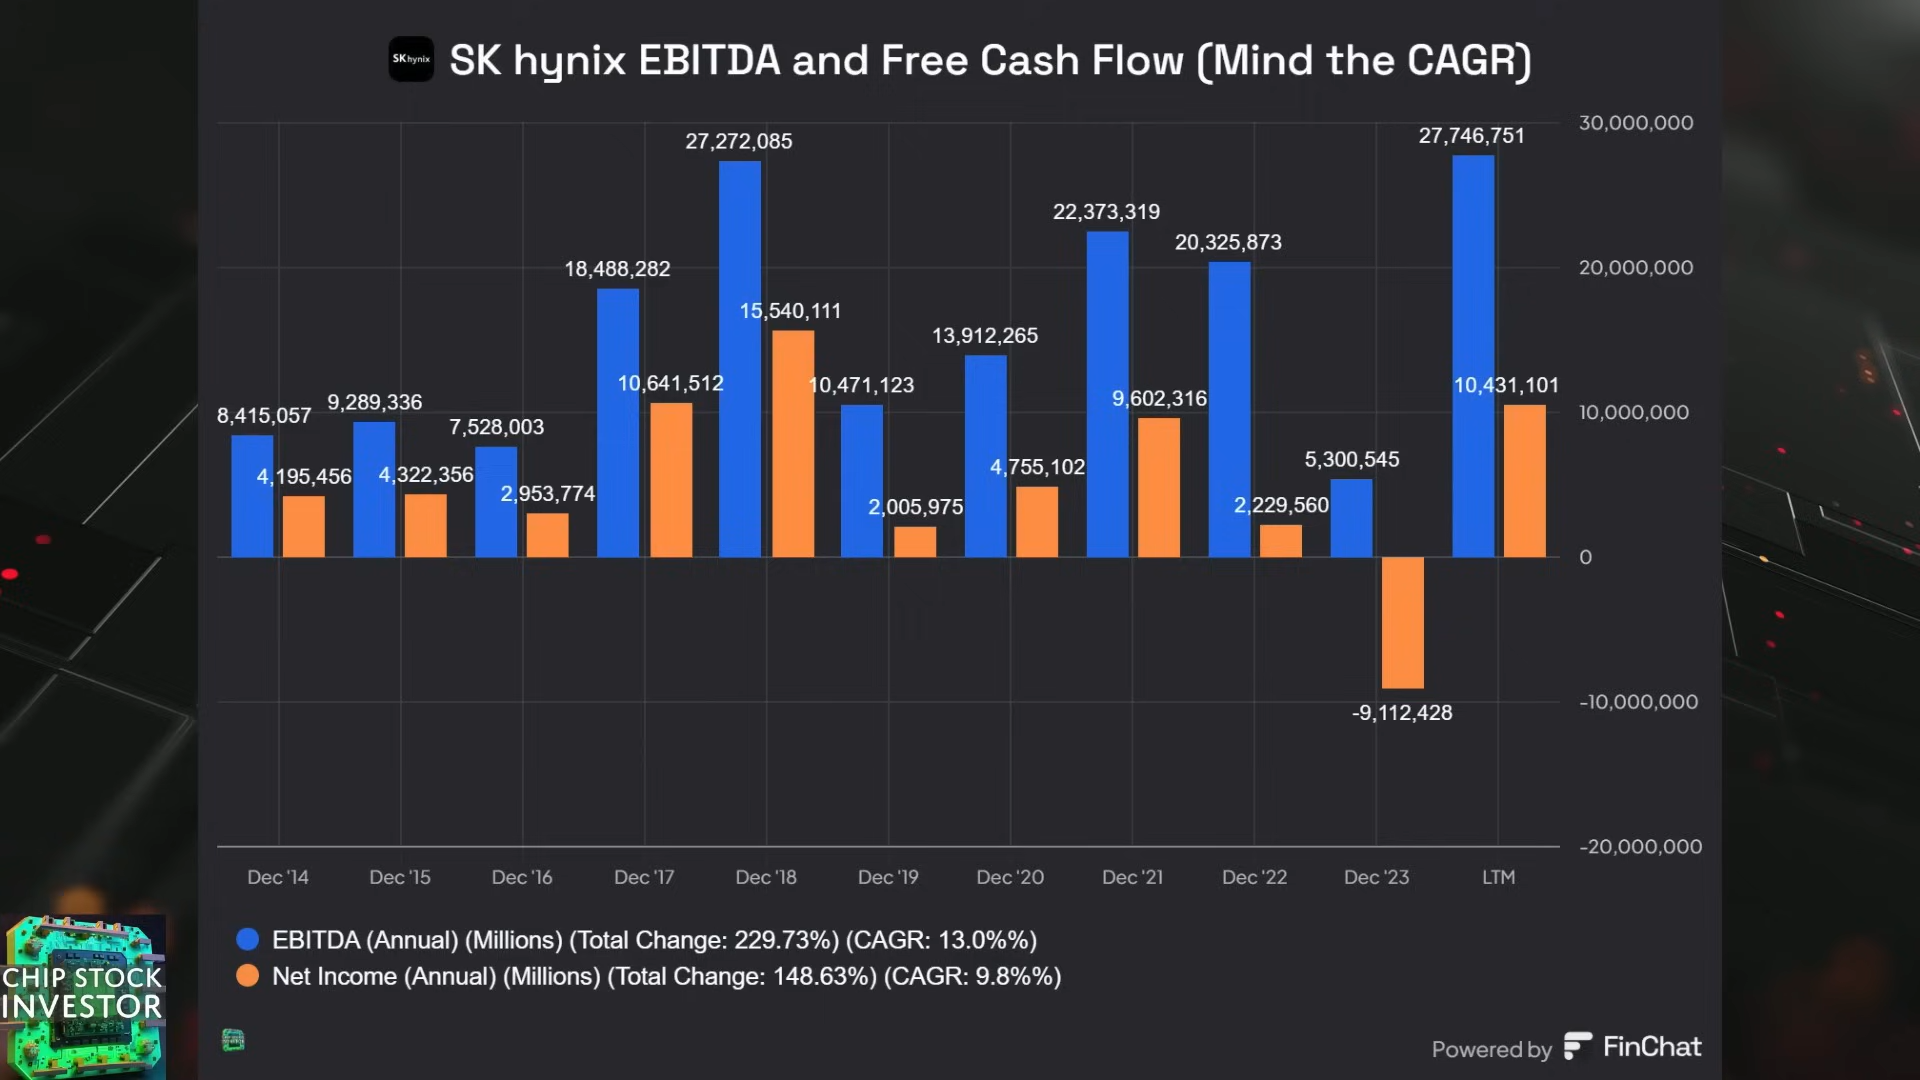 SK hynix
SK hynix EBITDA and Free Cash Flow (Mind the CAGR)
30,000,000
20,000,000
10,000,000
0
-10,000,000
-20,000,000
8,415,057
4,195,456
9,289,336
4,322,356
7,528,003
2,953,774
18,488,282
10,641,512
27,272,085
15,540,111
10,471,123
2,005,975
13,912,265
4,755,102
22,373,319
9,602,316
20,325,873
2,229,560
5,300,545
-9,112,428
27,746,751
10,431,101
Dec '14
Dec '15
Dec '16
Dec '17
Dec '18
Dec '19
Dec '20
Dec '21
Dec '22
Dec '23
LTM
EBITDA (Annual) (Millions) (Total Change: 229.73%) (CAGR: 13.0%%)
Net Income (Annual) (Millions) (Total Change: 148.63%) (CAGR: 9.8%%)
CHIP STOCK
INVESTOR
Powered by FinChat